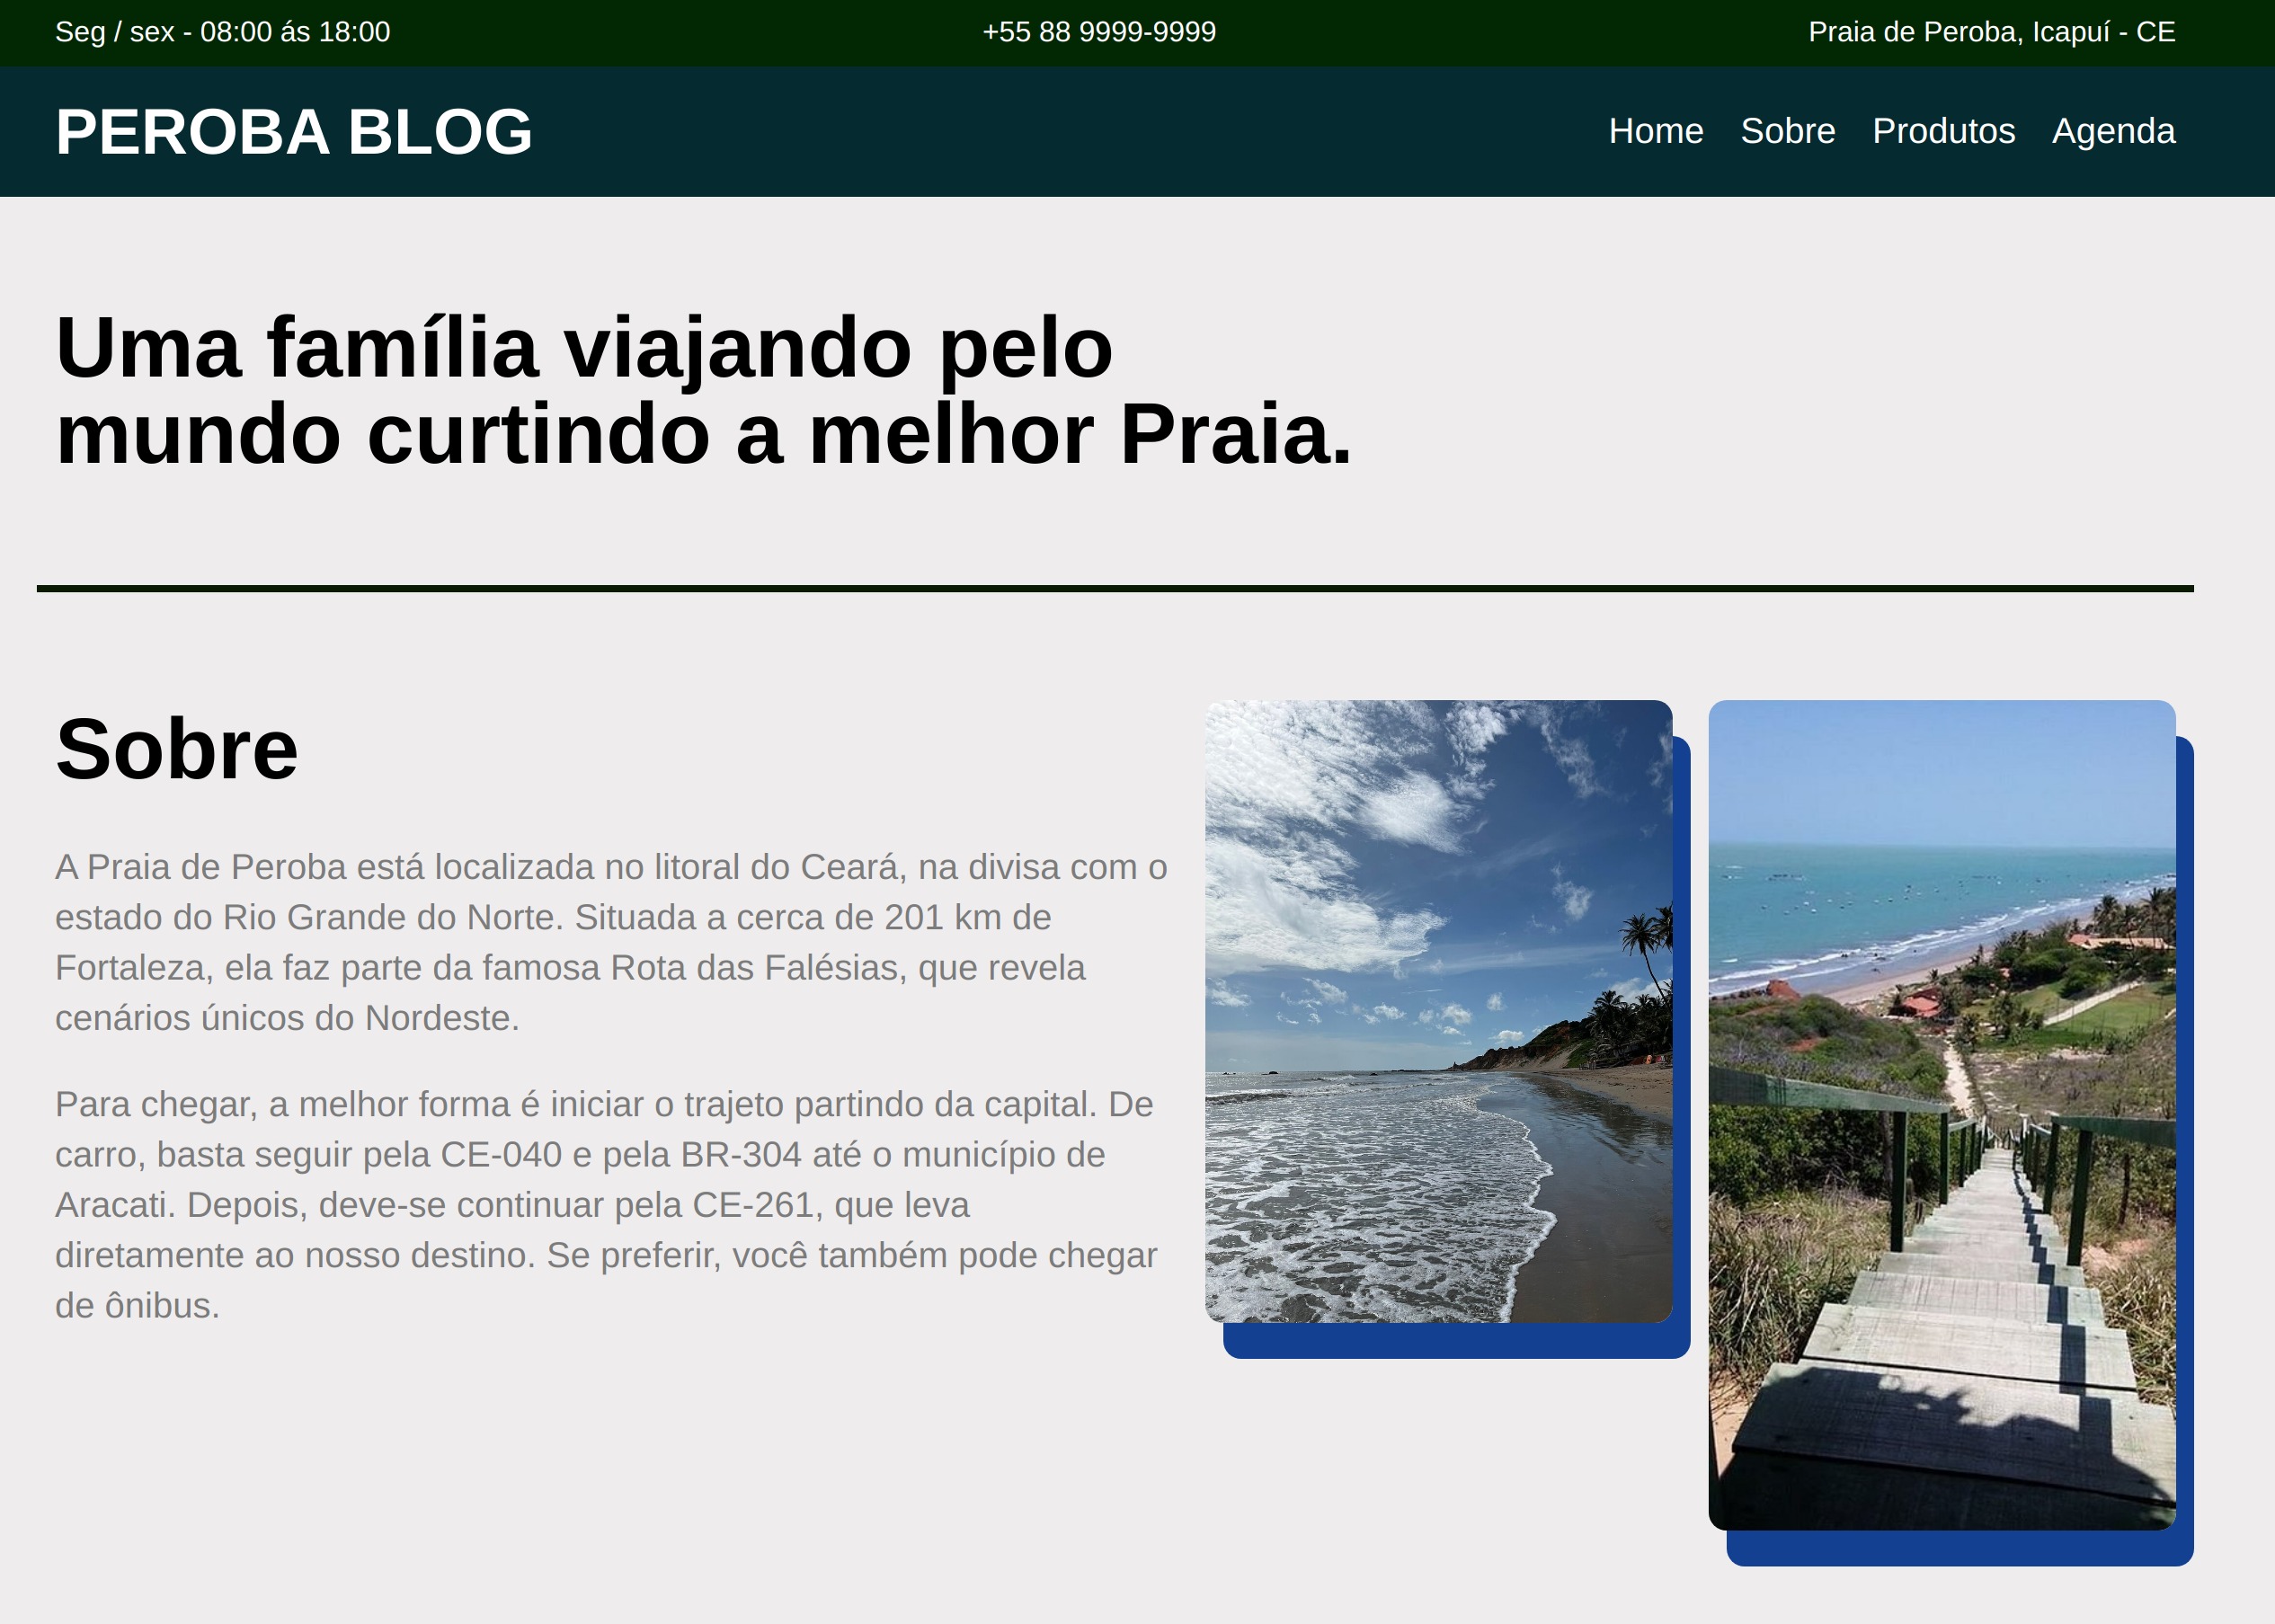 Seg / sex - 08:00 ás 18:00
+55 88 9999-9999
Praia de Peroba, Icapuí - CE
PEROBA BLOG
Home Sobre Produtos Agenda
Uma família viajando pelo
mundo curtindo a melhor Praia.
Sobre
A Praia de Peroba está localizada no litoral do Ceará, na divisa com o
estado do Rio Grande do Norte. Situada a cerca de 201 km de
Fortaleza, ela faz parte da famosa Rota das Falésias, que revela
cenários únicos do Nordeste.
Para chegar, a melhor forma é iniciar o trajeto partindo da capital. De
carro, basta seguir pela CE-040 e pela BR-304 até o município de
Aracati. Depois, deve-se continuar pela CE-261, que leva
diretamente ao nosso destino. Se preferir, você também pode chegar
de ônibus.